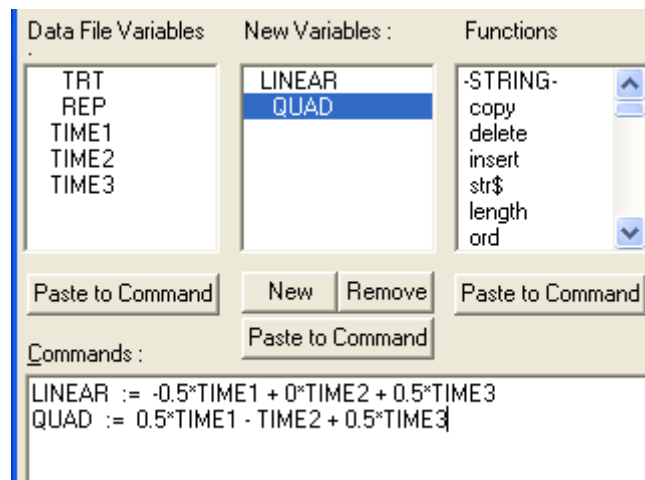 Data File Variables
:
New Variables :
Functions
TRT
REP
TIME1
TIME2
TIME3
LINEAR
QUAD
-STRING-
copy
delete
insert
str$
length
ord
Paste to Command
New
Remove
Paste to Command
Paste to Command
Commands :
LINEAR := -0.5*TIME1 + 0*TIME2 + 0.5*TIME3
QUAD := 0.5*TIME1 - TIME2 + 0.5*TIME3